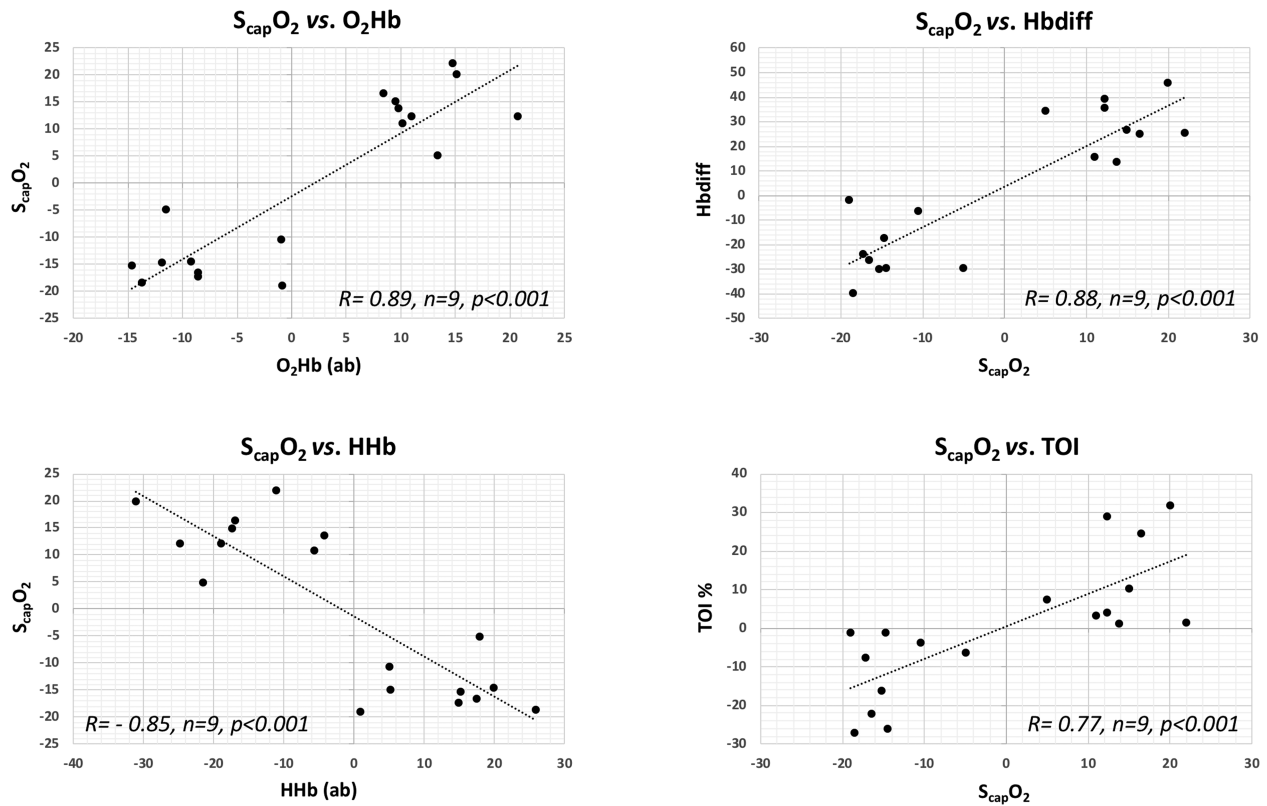 ScapO2 vs. O2Hb
25
20
15
10
5
0
-5
-10
-15
20
-25
ScapO2
-20 -15 -10 -5 0 5 10 15 20 25
O2Hb (ab)
R= 0.89, n=9, p<0.001
ScapO2 vs. Hbdiff
60
50
40
30
20
10
0
-10
-20
-30
-40
-50
Hbdiff
-30 -20 -10 0 10 20 30
ScapO2
R= 0.88, n=9, p<0.001
ScapO2 vs. HHb
25
20
15
10
5
0
-5
-10
-15
-20
-25
ScapO2
-40 -30 -20 -10 0 10 20 30
HHb (ab)
R= - 0.85, n=9, p<0.001
ScapO2 vs. TOI
40
30
20
10
0
-10
-20
-30
TOI %
-30 -20 -10 0 10 20 30
ScapO2
R= 0.77, n=9, p<0.001